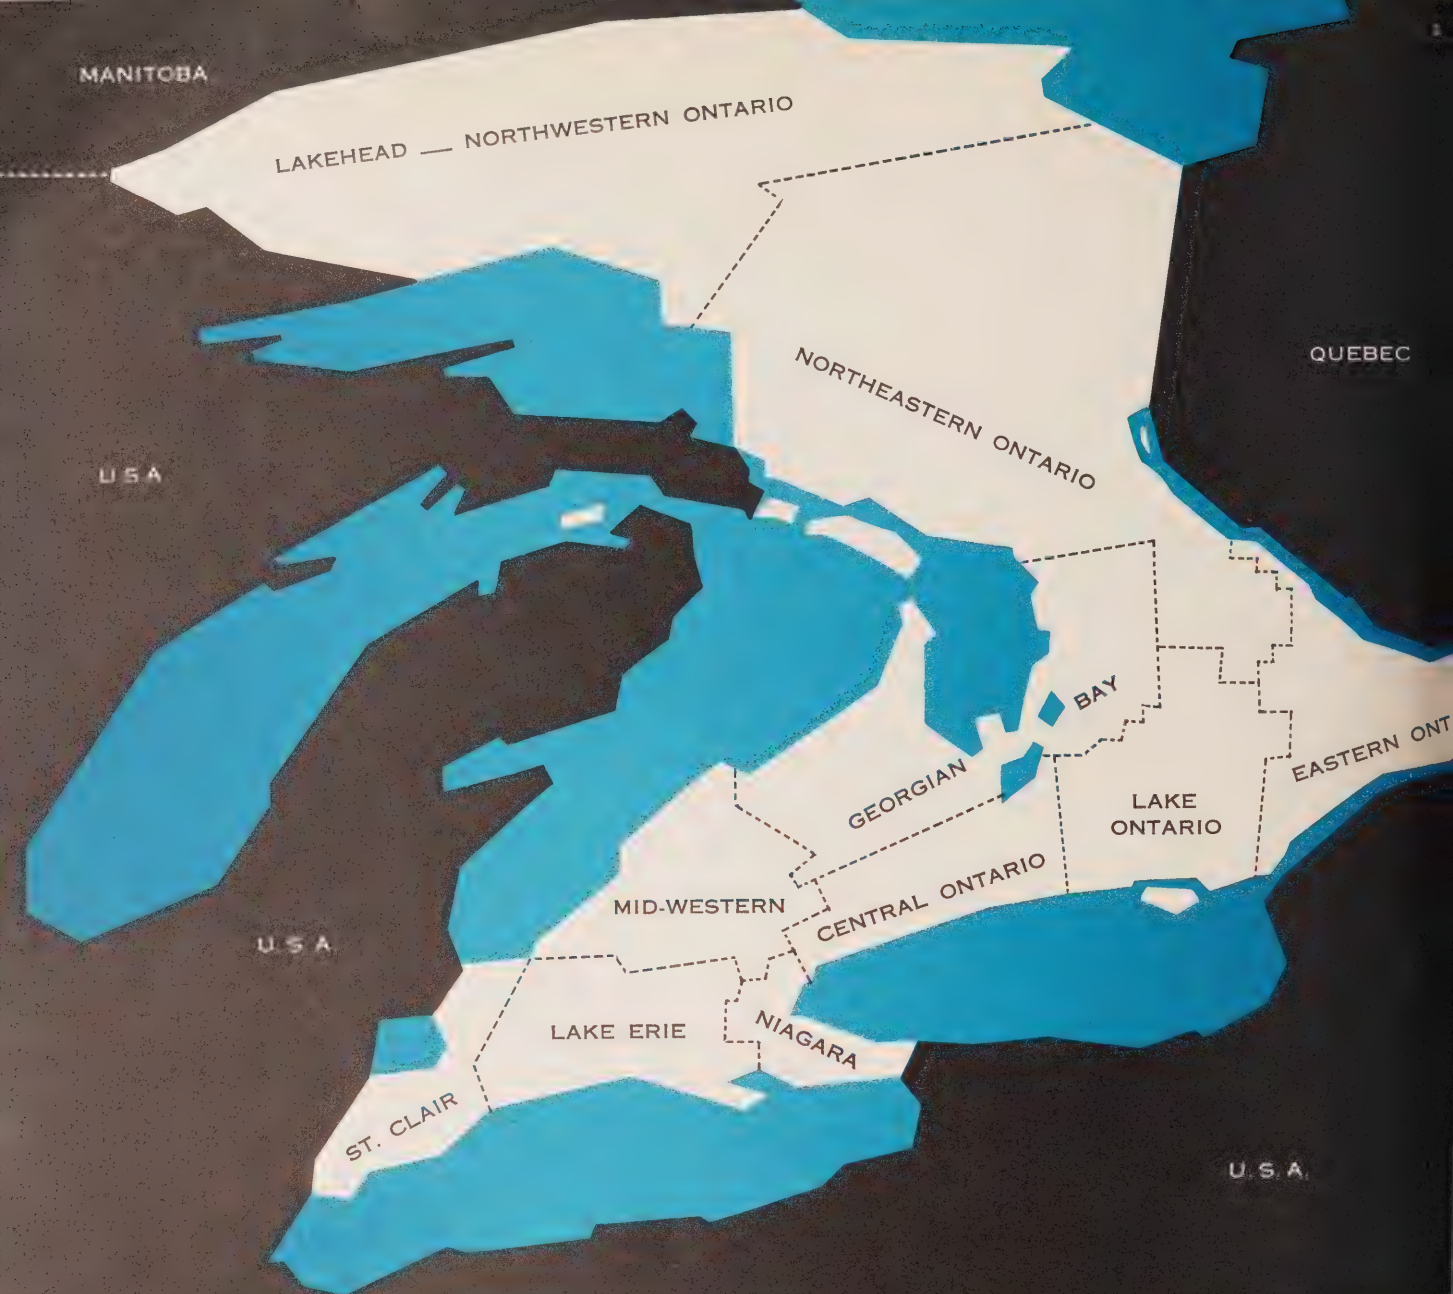 MANITOBA
LAKEHEAD — NORTHWESTERN ONTARIO
QUEBEC
NORTHEASTERN ONTARIO
U S A
BAY
GEORGIAN
EASTERN ONT
LAKE
ONTARIO
CENTRAL ONTARIO
MID-WESTERN
U S A
LAKE ERIE
NIAGARA
ST. CLAIR
U. S. A.